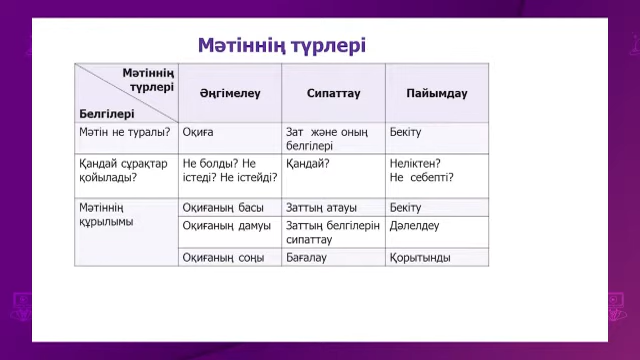 Мәтіннің түрлері
Мәтіннің
түрлері
Белгілері
Әңгімелеу
Сипаттау
Пайымдау
Мәтін не туралы?
Оқиға
Зат және оның
белгілері
Бекіту
Қандай сұрақтар
қойылады?
Не болды? Не
істеді? Не істейді?
Қандай?
Неліктен?
Не себепті?
Мәтіннің
құрылымы
Оқиғаның басы
Заттың атауы
Бекіту
Оқиғаның дамуы
Заттың белгілерін
сипаттау
Дәлелдеу
Оқиғаның соңы
Бағалау
Қорытынды